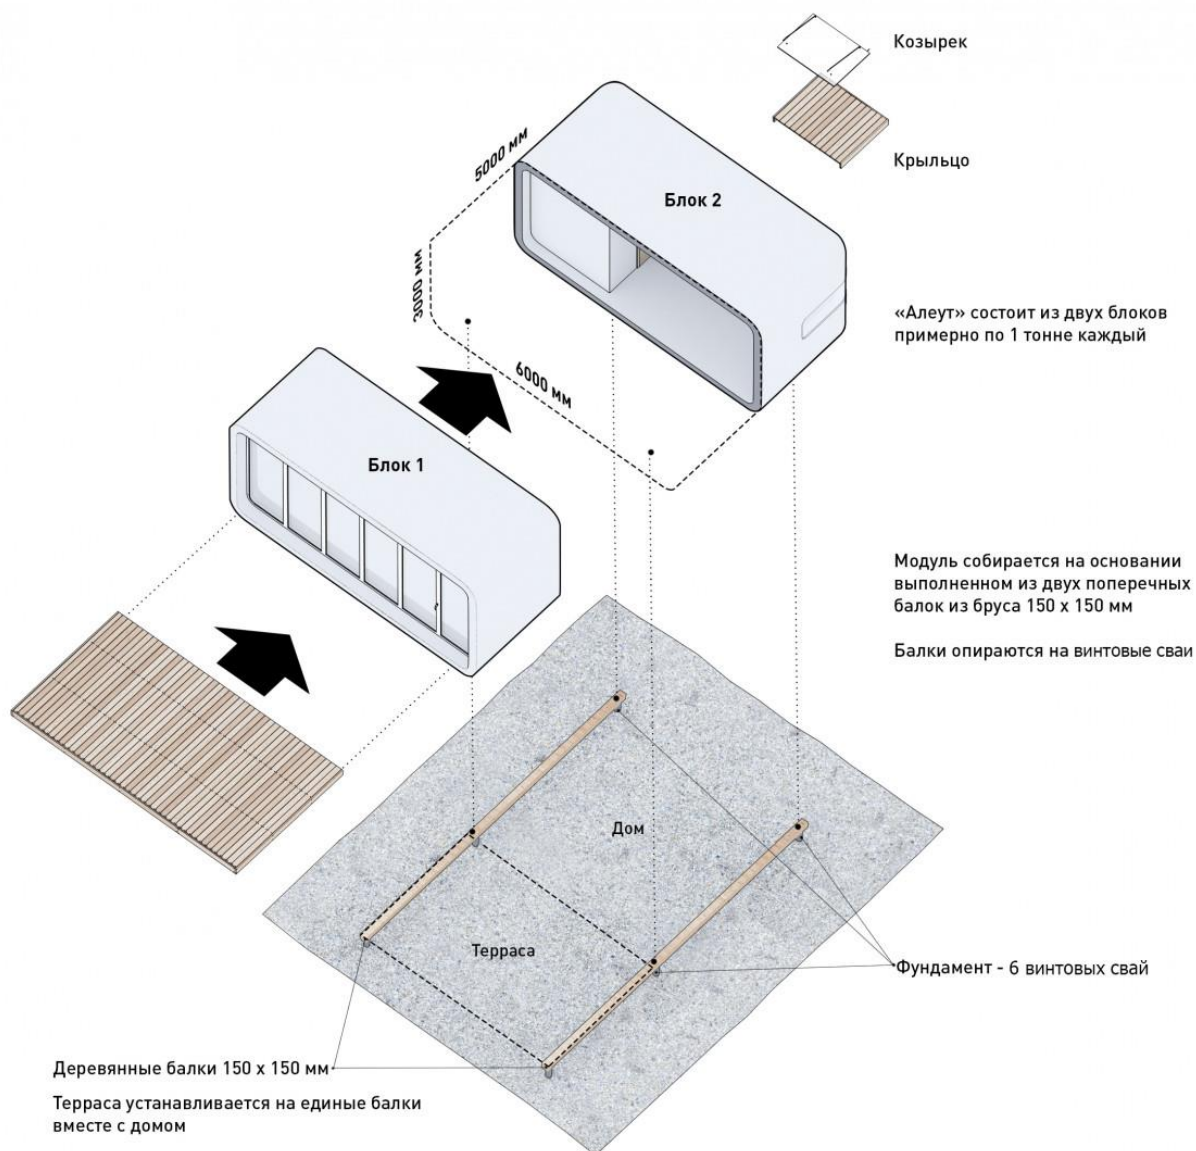 Козырек
Крыльцо
5000 мм
Блок 2
3000 мм
«Алеут» состоит из двух блоков
примерно по 1 тонне каждый
6000 мм
Блок 1
Модуль собирается на основании
выполненном из двух поперечных
балок из бруса 150 х 150 мм
Балки опираются на винтовые сваи
Дом
Терраса
Фундамент - 6 винтовых свай
Деревянные балки 150 х 150 мм
Терраса устанавливается на единые балки
вместе с домом